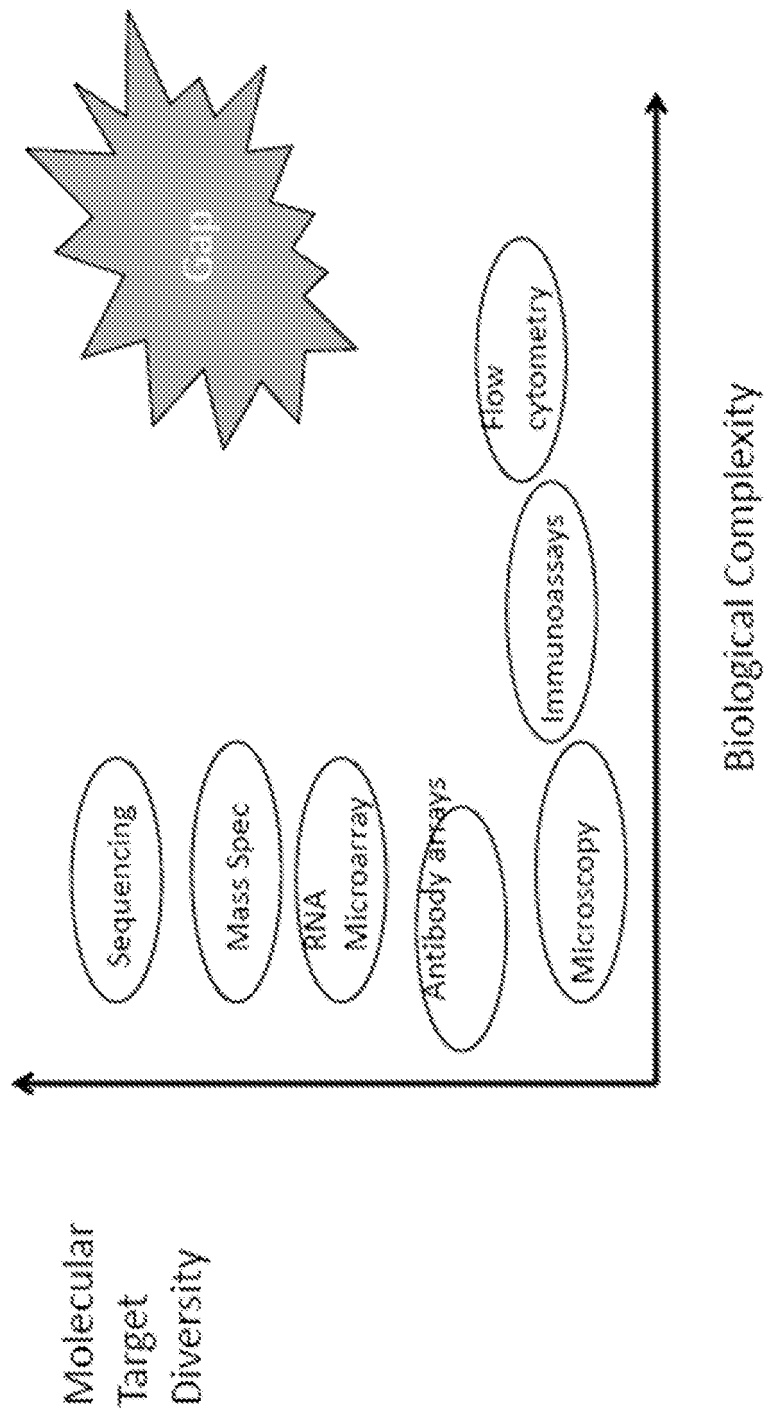 Molecular
Target
Diversity
Sequencing
Mass Spec
RNA
Microarray
Antibody arrays
Microscopy
Immunoassays
Flow
cytometry
Gap
Biological Complexity